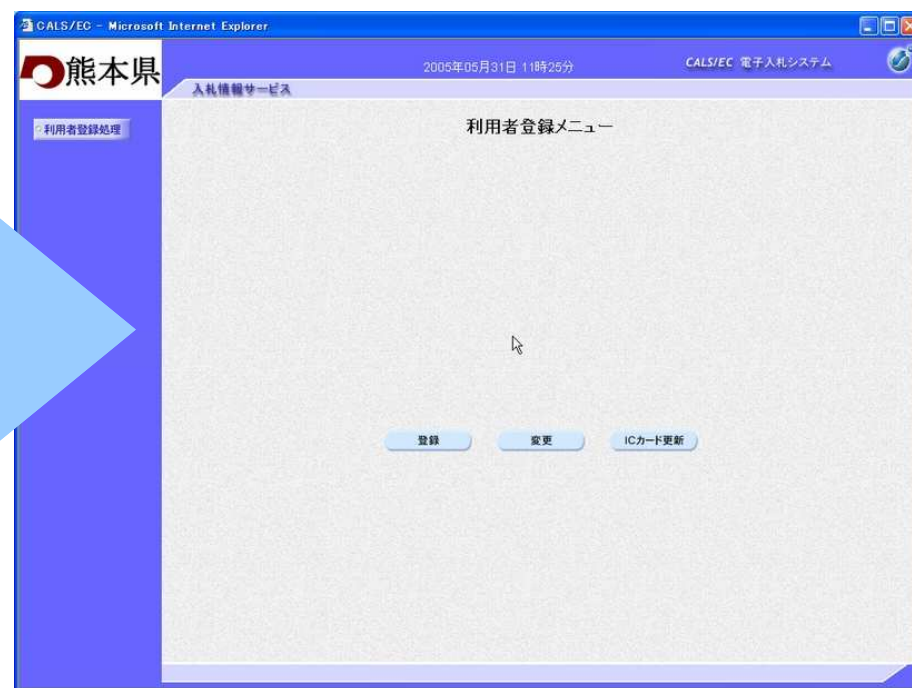 CALS/EC - Microsoft Internet Explorer
熊本県
2005年05月31日 11時25分
CALS/EC 電子入札システム
入札情報サービス
利用者登録処理
利用者登録メニュー
登録
変更
ICカード更新